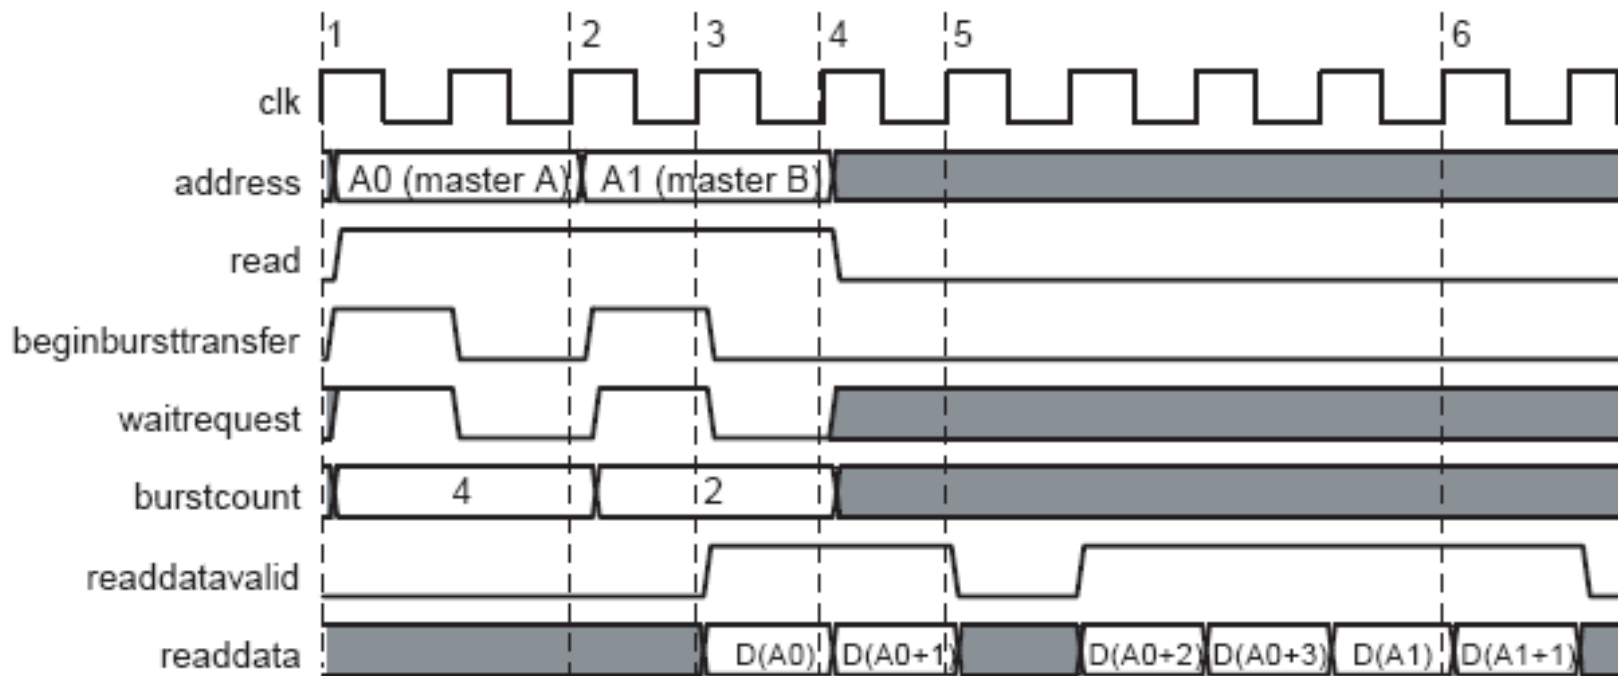 1 2 3 4 5 6
clk
address A0 (master A) A1 (master B)
read
beginbursttransfer
waitrequest
burstcount 4 2
readdatavalid
readdata D(A0) D(A0+1) D(A0+2) D(A0+3) D(A1) D(A1+1)